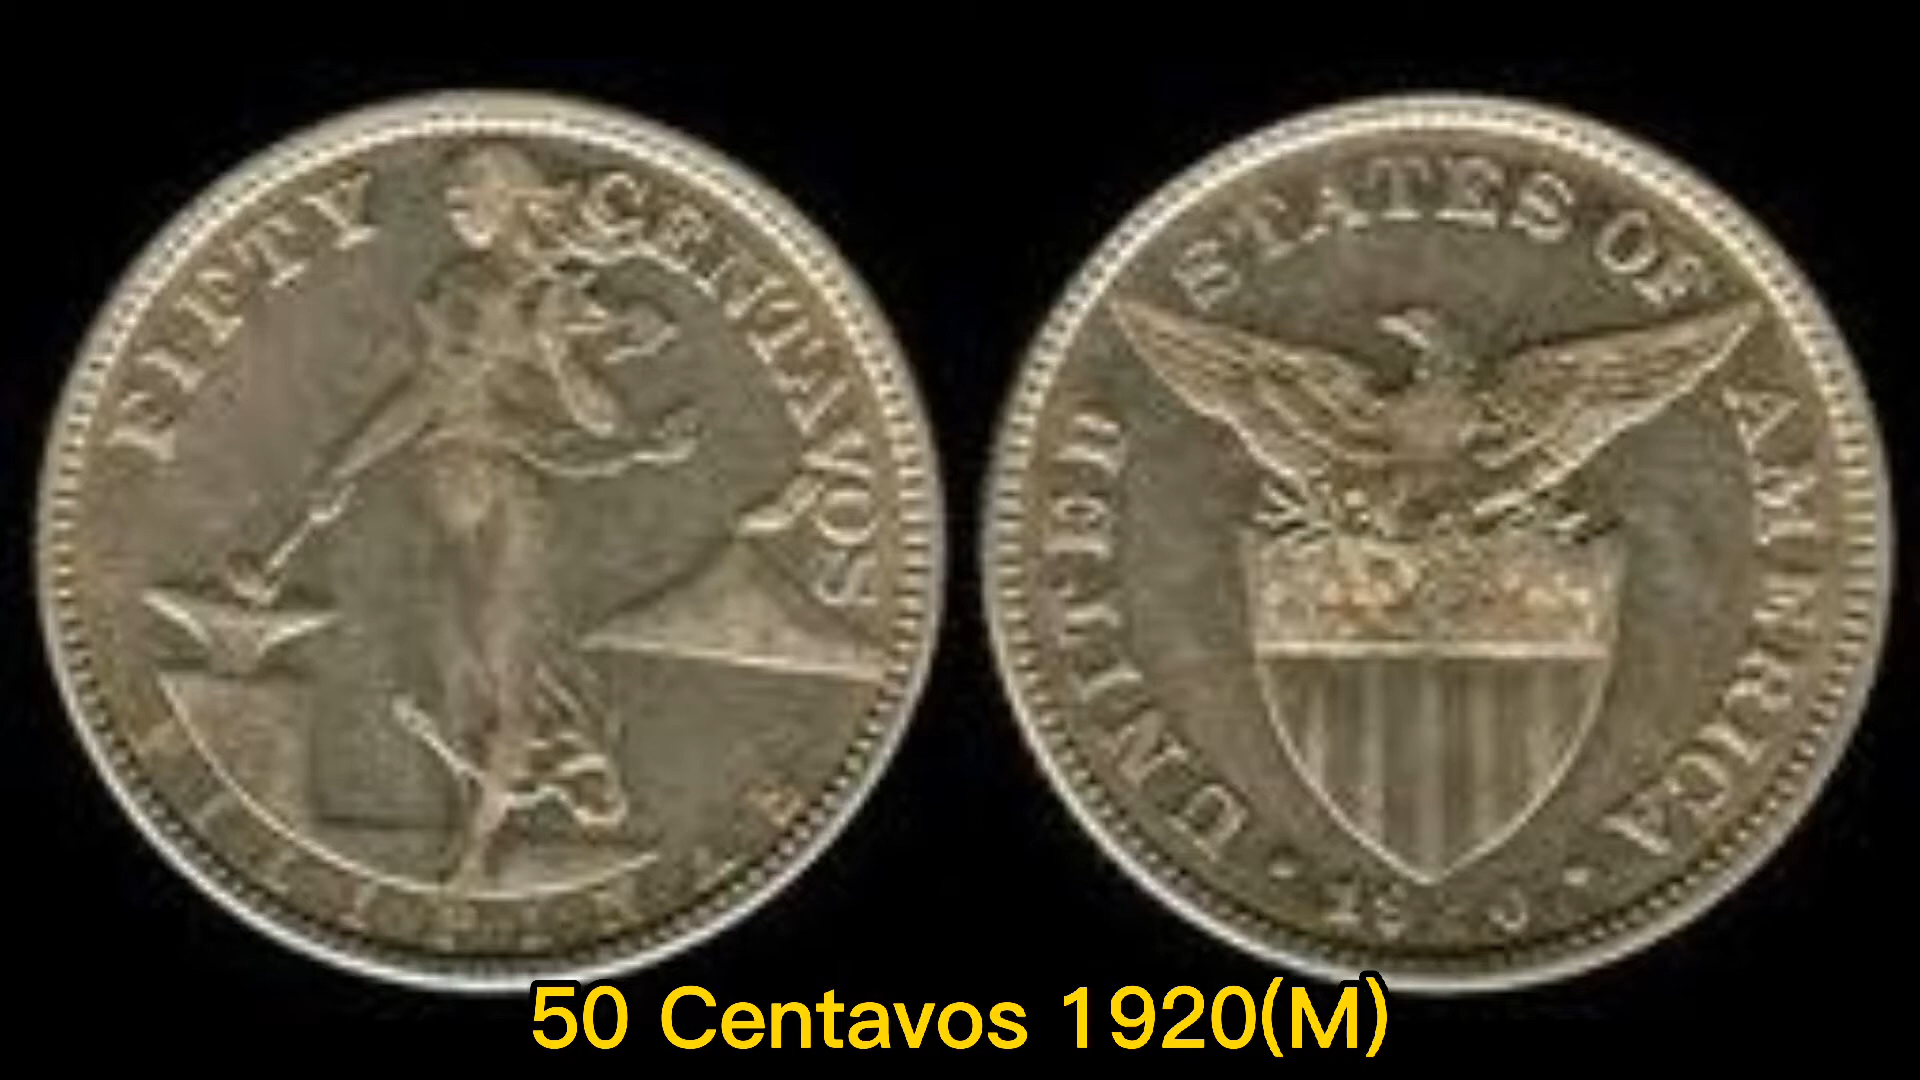 FIFTY CENTAVOS
UNITED STATES OF AMERICA
50 Centavos 1920(M)